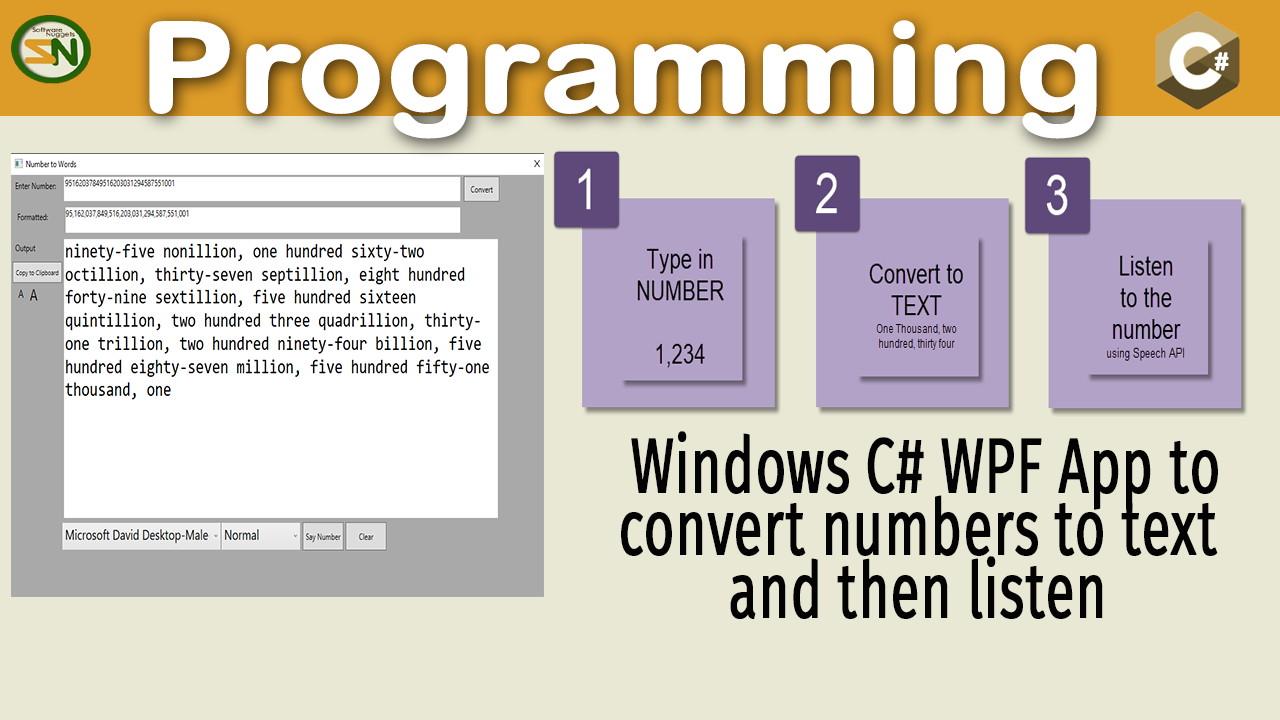 Software
Nuggets
SN
Programming
C#
Number to Words
X
Enter Number:
95162037849516203031294587551001
Convert
Formatted:
95,162,037,849,516,203,031,294,587,551,001
Output
Copy to Clipboard
A A
ninety-five nonillion, one hundred sixty-two
octillion, thirty-seven septillion, eight hundred
forty-nine sextillion, five hundred sixteen
quintillion, two hundred three quadrillion, thirty-
one trillion, two hundred ninety-four billion, five
hundred eighty-seven million, five hundred fifty-one
thousand, one
Microsoft David Desktop-Male
Normal
Say Number
Clear
1
Type in
NUMBER
1,234
2
Convert to
TEXT
One Thousand, two
hundred, thirty four
3
Listen
to the
number
using Speech API
Windows C# WPF App to
convert numbers to text
and then listen